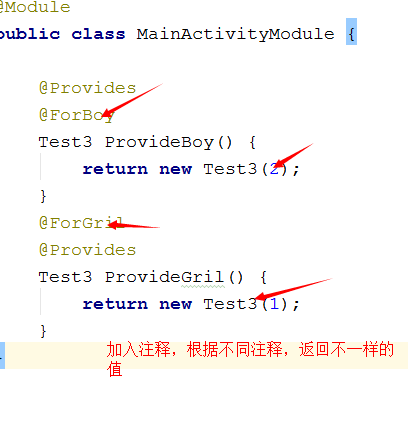 @Module
public class MainActivityModule {
@Provides
@ForBoy
Test3 ProvideBoy() {
return new Test3(2);
}
@ForGril
@Provides
Test3 ProvideGril() {
return new Test3(1);
}
}
加入注释，根据不同注释，返回不一样的
值